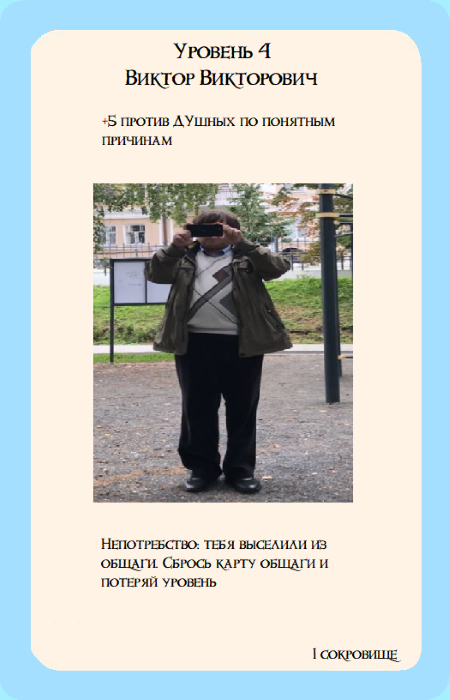 Уровень 4
Виктор Викторович
+5 против ДУшных по понятным
причинам
Непотребство: тебя выселили из
общаги. Сбрось карту общаги и
потеряй уровень
1 сокровище